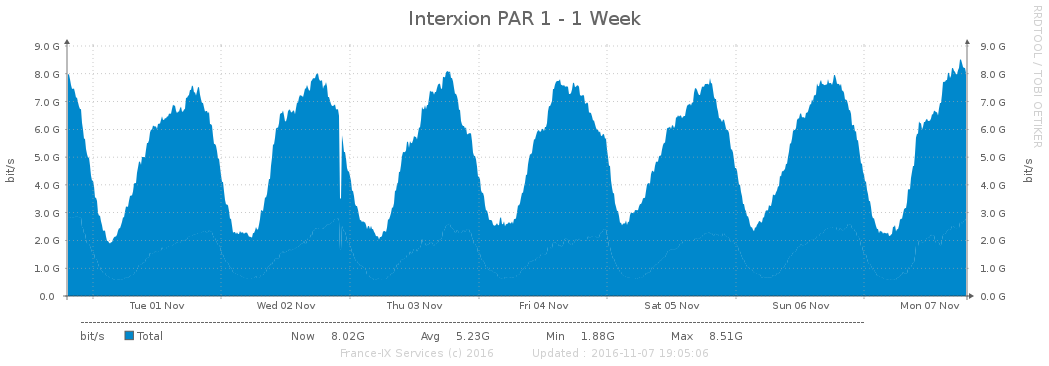 Interxion PAR 1 - 1 Week
RRDTOOL / TOBI OETIKER
9.0 G 9.0 G
8.0 G 8.0 G
7.0 G 7.0 G
6.0 G 6.0 G
5.0 G 5.0 G
4.0 G 4.0 G
3.0 G 3.0 G
2.0 G 2.0 G
1.0 G 1.0 G
0.0 0.0 G
bit/s bit/s
Tue 01 Nov Wed 02 Nov Thu 03 Nov Fri 04 Nov Sat 05 Nov Sun 06 Nov Mon 07 Nov
bit/s Total Now 8.02G Avg 5.23G Min 1.88G Max 8.51G
France-IX Services (c) 2016 Updated : 2016-11-07 19:05:06